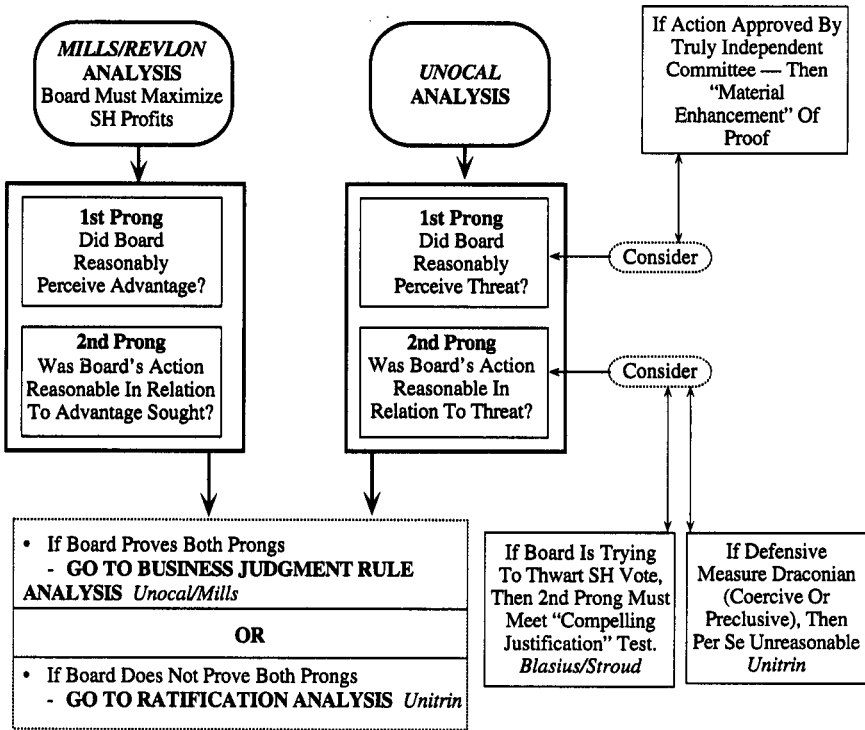 MILLS/REVLON
ANALYSIS
Board Must Maximize
SH Profits
UNOCAL
ANALYSIS
If Action Approved By
Truly Independent
Committee — Then
“Material
Enhancement” Of
Proof
1st Prong
Did Board
Reasonably
Perceive Advantage?
2nd Prong
Was Board's Action
Reasonable In Relation
To Advantage Sought?
1st Prong
Did Board
Reasonably
Perceive Threat?
2nd Prong
Was Board's Action
Reasonable In
Relation To Threat?
Consider
Consider
• If Board Proves Both Prongs
- GO TO BUSINESS JUDGMENT RULE
ANALYSIS Unocal/Mills
OR
• If Board Does Not Prove Both Prongs
- GO TO RATIFICATION ANALYSIS Unitrin
If Board Is Trying
To Thwart SH Vote,
Then 2nd Prong Must
Meet “Compelling
Justification” Test.
Blasius/Stroud
If Defensive
Measure Draconian
(Coercive Or
Preclusive), Then
Per Se Unreasonable
Unitrin